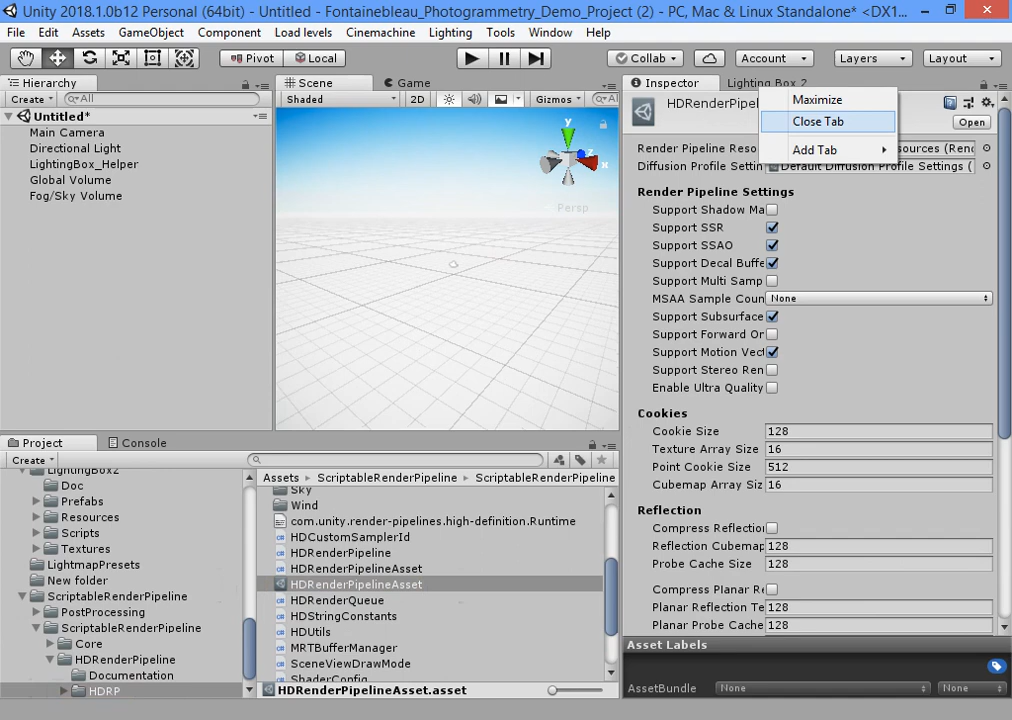 Unity 2018.1.0b12 Personal (64bit) - Untitled - Fontainebleau_Photogrammetry_Demo_Project (2) - PC, Mac & Linux Standalone* <DX1...
File Edit Assets GameObject Component Load levels Cinemachine Lighting Tools Window Help
Pivot Local Collab Account Layers Layout
Hierarchy
Create All
Untitled*
Main Camera
Directional Light
LightingBox_Helper
Global Volume
Fog/Sky Volume
Scene Game
Shaded 2D Gizmos All
y
z
x
Persp
Inspector Lighting Box 2
HDRenderPipel
Open
Maximize
Close Tab
Add Tab
Render Pipeline Reso sources (Renc
Diffusion Profile Settin Default Diffusion Profile Settings (
Render Pipeline Settings
Support Shadow Ma
Support SSR
Support SSAO
Support Decal Buffe
Support Multi Samp
MSAA Sample Coun None
Support Subsurface
Support Forward On
Support Motion Vect
Support Stereo Ren
Enable Ultra Quality
Cookies
Cookie Size 128
Texture Array Size 16
Point Cookie Size 512
Cubemap Array Siz 16
Reflection
Compress Reflection
Reflection Cubemap 128
Probe Cache Size 128
Compress Planar Re
Planar Reflection Te 128
Planar Probe Cache 128
Asset Labels
AssetBundle None None
Project Console
Create
LightingBox2
Doc
Prefabs
Resources
Scripts
Textures
LightmapPresets
New folder
ScriptableRenderPipeline
PostProcessing
ScriptableRenderPipeline
Core
HDRenderPipeline
Documentation
HDRP
Assets ScriptableRenderPipeline ScriptableRenderPipeline
Sky
Wind
com.unity.render-pipelines.high-definition.Runtime
HDCustomSamplerId
HDRenderPipeline
HDRenderPipelineAsset
HDRenderPipelineAsset
HDRenderQueue
HDStringConstants
HDUtils
MRTBufferManager
SceneViewDrawMode
ShaderConfig
HDRenderPipelineAsset.asset